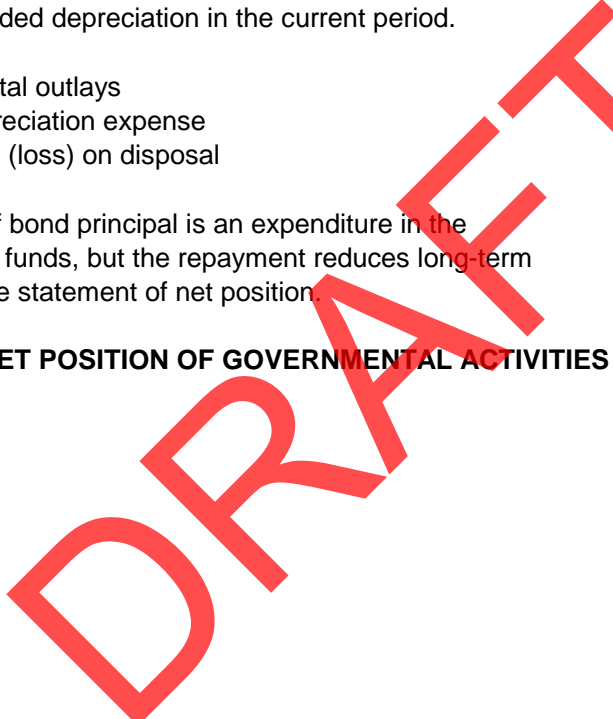 ded depreciation in the current period.
tal outlays
reciation expense
(loss) on disposal
f bond principal is an expenditure in the
funds, but the repayment reduces long-term
e statement of net position.
ET POSITION OF GOVERNMENTAL ACTIVITIES
DRAFT